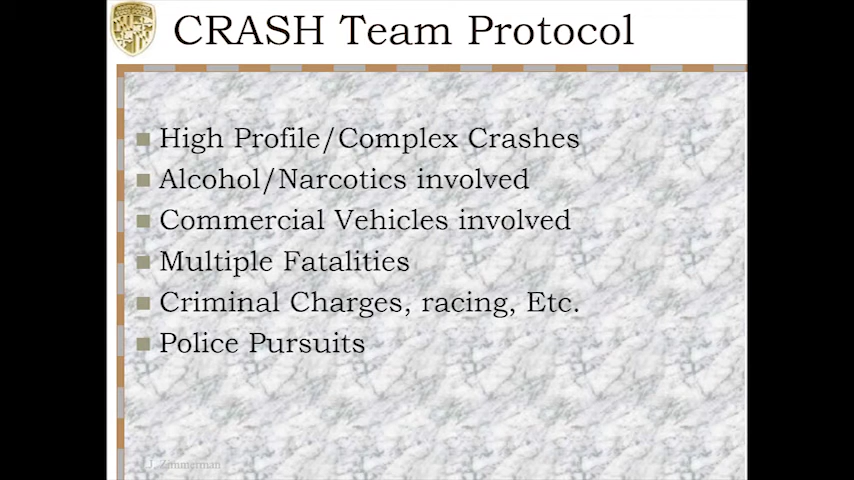 CRASH Team Protocol
High Profile/Complex Crashes
Alcohol/Narcotics involved
Commercial Vehicles involved
Multiple Fatalities
Criminal Charges, racing, Etc.
Police Pursuits
J. Zimmerman